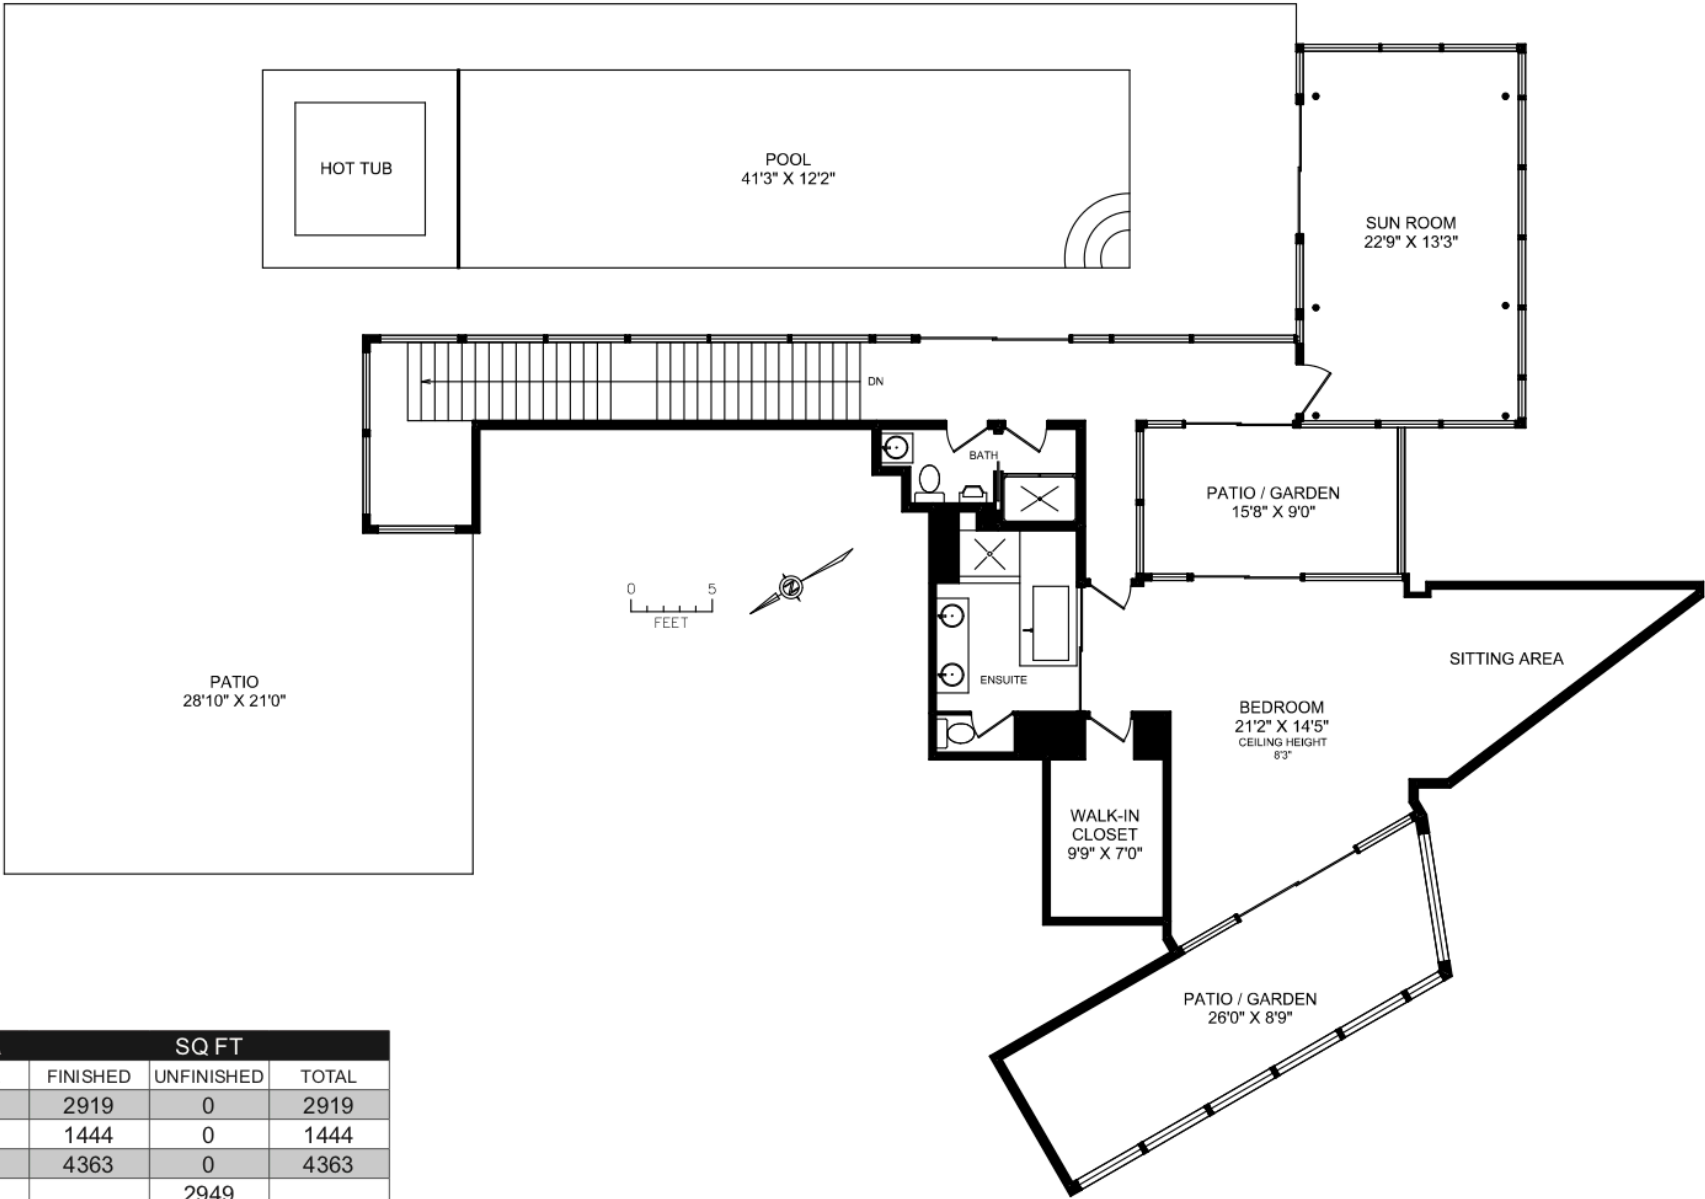 HOT TUB
POOL
41'3" X 12'2"
SUN ROOM
22'9" X 13'3"
DN
BATH
PATIO / GARDEN
15'8" X 9'0"
0 5
FEET
N
SITTING AREA
PATIO
28'10" X 21'0"
ENSUITE
BEDROOM
21'2" X 14'5"
CEILING HEIGHT
8'3"
WALK-IN
CLOSET
9'9" X 7'0"
PATIO / GARDEN
26'0" X 8'9"
SQ FT
FINISHED UNFINISHED TOTAL
2919 0 2919
1444 0 1444
4363 0 4363
2949